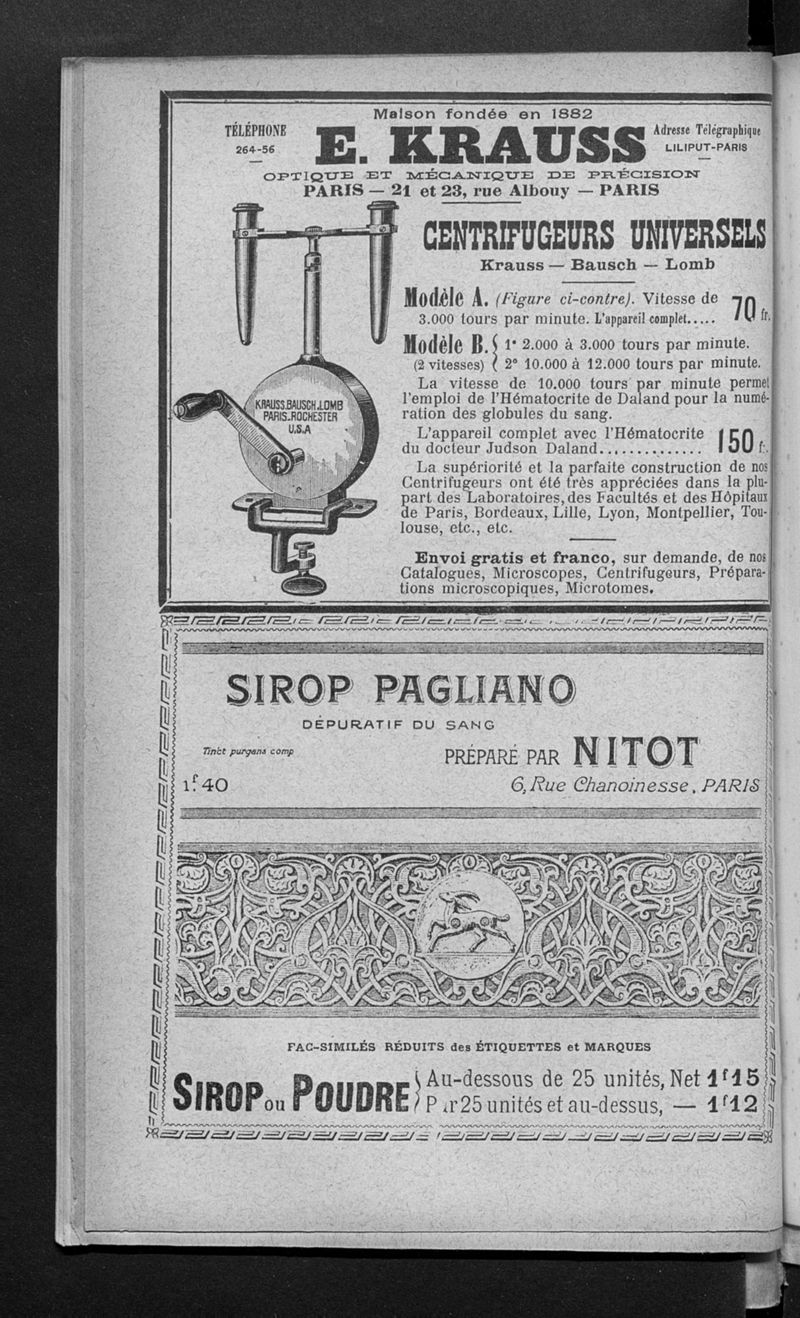 Maison fondée en 1882
TÉLÉPHONE
264-56
E. KRAUSS
Adresse Télégraphique
LILIPUT-PARIS
OPTIQUE ET MÉCANIQUE DE PRÉCISION
PARIS — 21 et 23, rue Albouy — PARIS
CENTRIFUGEURS UNIVERSELS
Krauss — Bausch — Lomb
Modèle A. (Figure ci-contre). Vitesse de
3.000 tours par minute. L'appareil complet..... 70 fr.
Modèle B. { 1° 2.000 à 3.000 tours par minute.
(2 vitesses) { 2° 10.000 à 12.000 tours par minute.
La vitesse de 10.000 tours par minute permet
l'emploi de l'Hématocrite de Daland pour la numé-
ration des globules du sang.
L'appareil complet avec l'Hématocrite
du docteur Judson Daland.............. 150 f.
La supériorité et la parfaite construction de nos
Centrifugeurs ont été très appréciées dans la plu-
part des Laboratoires, des Facultés et des Hôpitaux
de Paris, Bordeaux, Lille, Lyon, Montpellier, Tou-
louse, etc., etc.
Envoi gratis et franco, sur demande, de nos
Catalogues, Microscopes, Centrifugeurs, Prépara-
tions microscopiques, Microtomes.
KRAUSS.BAUSCH.LOMB
PARIS.ROCHESTER
U.S.A
SIROP PAGLIANO
DÉPURATIF DU SANG
Tinct purgans comp
PRÉPARÉ PAR NITOT
1f.40
6, Rue Chanoinesse, PARIS
FAC-SIMILÉS RÉDUITS des ÉTIQUETTES et MARQUES
SIROP ou POUDRE { Au-dessous de 25 unités, Net 1f15
Par 25 unités et au-dessus, — 1f12